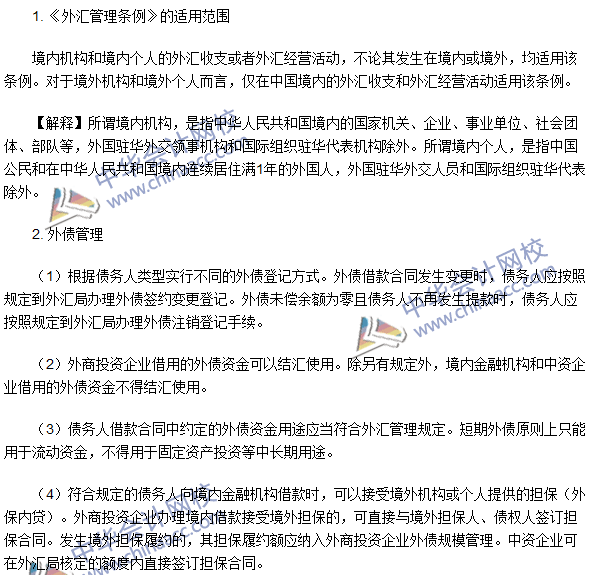 1.《外汇管理条例》的适用范围
境内机构和境内个人的外汇收支或者外汇经营活动，不论其发生在境内或境外，均适用该
条例。对于境外机构和境外个人而言，仅在中国境内的外汇收支和外汇经营活动适用该条例。
【解释】所谓境内机构，是指中华人民共和国境内的国家机关、企业、事业单位、社会团
体、部队等，外国驻华外交领事机构和国际组织驻华代表机构除外。所谓境内个人，是指中国
公民和在中华人民共和国境内连续居住满1年的外国人，外国驻华外交人员和国际组织驻华代表
除外。
2. 外债管理
（1）根据债务人类型实行不同的外债登记方式。外债借款合同发生变更时，债务人应按照
规定到外汇局办理外债签约变更登记。外债未偿余额为零且债务人不再发生提款时，债务人应
按照规定到外汇局办理外债注销登记手续。
（2）外商投资企业借用的外债资金可以结汇使用。除另有规定外，境内金融机构和中资企
业借用的外债资金不得结汇使用。
（3）债务人借款合同中约定的外债资金用途应当符合外汇管理规定。短期外债原则上只能
用于流动资金，不得用于固定资产投资等中长期用途。
（4）符合规定的债务人向境内金融机构借款时，可以接受境外机构或个人提供的担保（外
保内贷）。外商投资企业办理境内借款接受境外担保的，可直接与境外担保人、债权人签订担
保合同。发生境外担保履约的，其担保履约额应纳入外商投资企业外债规模管理。中资企业可
在外汇局核定的额度内直接签订担保合同。
中华会计网校
www.chinaacc.com
中华会计网校
www.chinaacc.com
中华会计网校